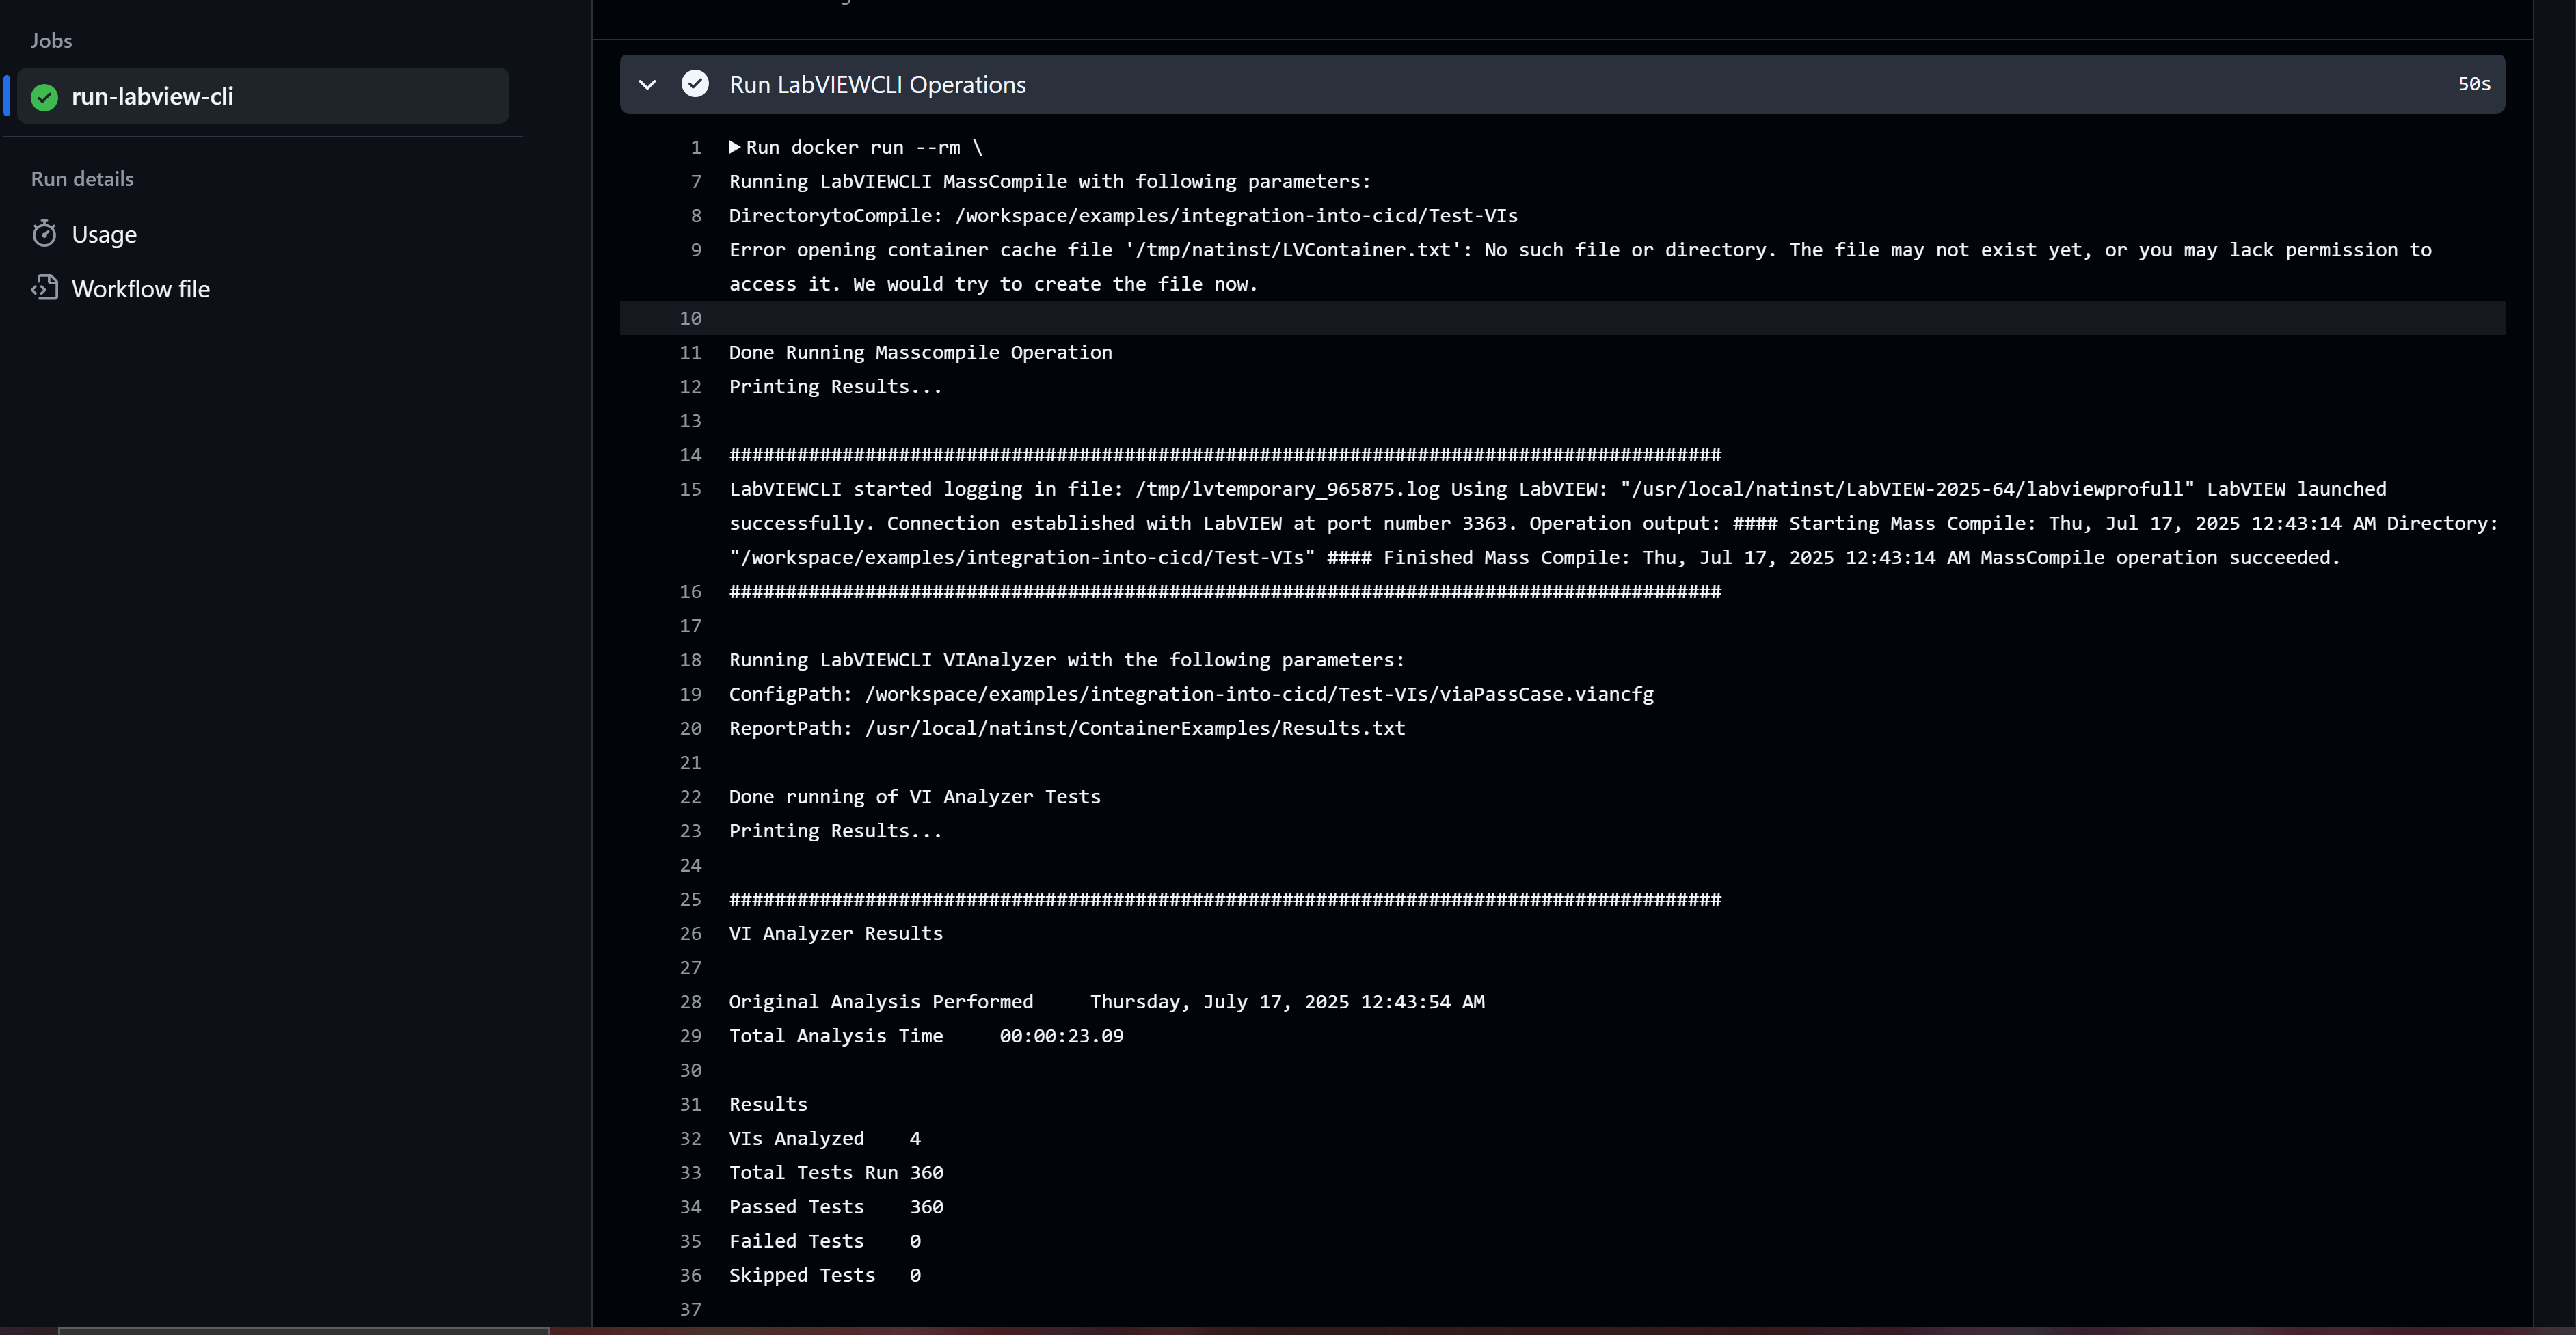 Jobs
run-labview-cli
Run details
Usage
Workflow file
Run LabVIEWCLI Operations 50s
1 Run docker run --rm \
7 Running LabVIEWCLI MassCompile with following parameters:
8 DirectorytoCompile: /workspace/examples/integration-into-cicd/Test-VIs
9 Error opening container cache file '/tmp/natinst/LVContainer.txt': No such file or directory. The file may not exist yet, or you may lack permission to
access it. We would try to create the file now.
10
11 Done Running Masscompile Operation
12 Printing Results...
13
14 ########################################################################################
15 LabVIEWCLI started logging in file: /tmp/lvtemporary_965875.log Using LabVIEW: "/usr/local/natinst/LabVIEW-2025-64/labviewprofull" LabVIEW launched
successfully. Connection established with LabVIEW at port number 3363. Operation output: #### Starting Mass Compile: Thu, Jul 17, 2025 12:43:14 AM Directory:
"/workspace/examples/integration-into-cicd/Test-VIs" #### Finished Mass Compile: Thu, Jul 17, 2025 12:43:14 AM MassCompile operation succeeded.
16 ########################################################################################
17
18 Running LabVIEWCLI VIAnalyzer with the following parameters:
19 ConfigPath: /workspace/examples/integration-into-cicd/Test-VIs/viaPassCase.viancfg
20 ReportPath: /usr/local/natinst/ContainerExamples/Results.txt
21
22 Done running of VI Analyzer Tests
23 Printing Results...
24
25 ########################################################################################
26 VI Analyzer Results
27
28 Original Analysis Performed Thursday, July 17, 2025 12:43:54 AM
29 Total Analysis Time 00:00:23.09
30
31 Results
32 VIs Analyzed 4
33 Total Tests Run 360
34 Passed Tests 360
35 Failed Tests 0
36 Skipped Tests 0
37